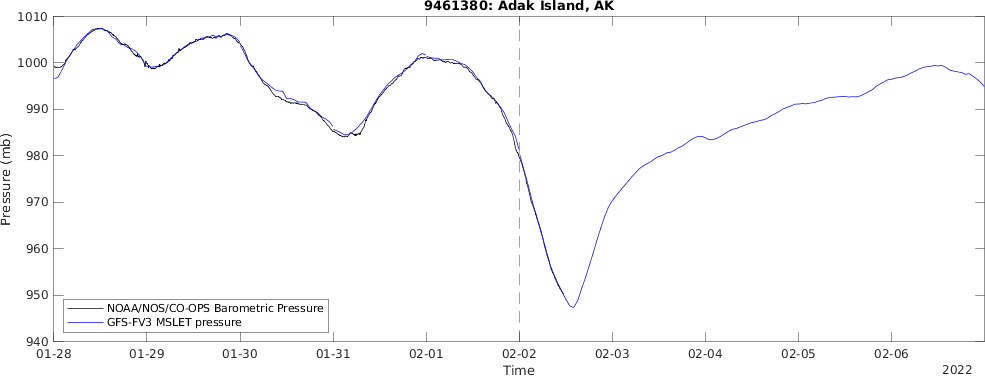 9461380: Adak Island, AK
Pressure (mb)
1010
1000
990
980
970
960
950
940
NOAA/NOS/CO-OPS Barometric Pressure
GFS-FV3 MSLET pressure
01-28 01-29 01-30 01-31 02-01 02-02 02-03 02-04 02-05 02-06
Time
2022